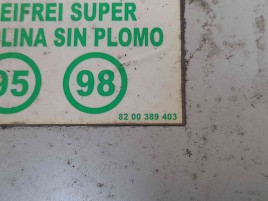 EIFREI SUPER
LINA SIN PLOMO
95 98
82 00 389 403